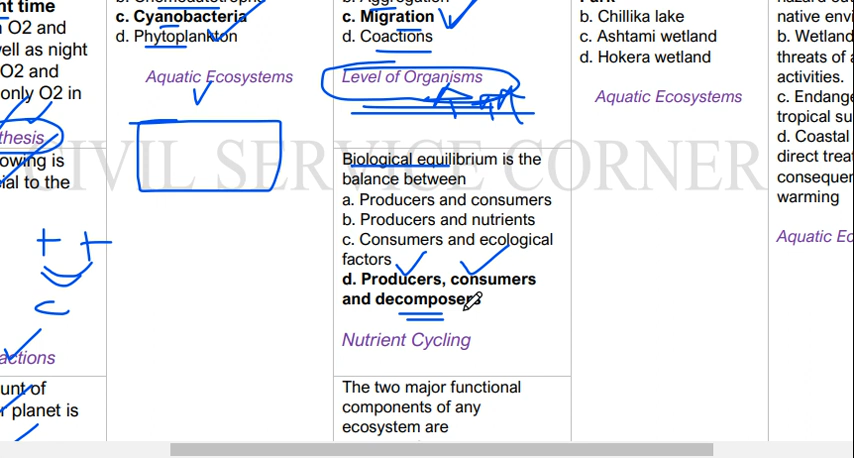 nt time
O2 and
ell as night
O2 and
only O2 in
thesis
owing is
ial to the
actions
unt of
r planet is
c. Cyanobacteria
d. Phytoplankton
Aquatic Ecosystems
c. Migration
d. Coactions
Level of Organisms
Biological equilibrium is the
balance between
a. Producers and consumers
b. Producers and nutrients
c. Consumers and ecological
factors
d. Producers, consumers
and decomposers
Nutrient Cycling
The two major functional
components of any
ecosystem are
b. Chillika lake
c. Ashtami wetland
d. Hokera wetland
Aquatic Ecosystems
native envi
b. Wetland
threats of a
activities.
c. Endange
tropical su
d. Coastal
direct treat
consequen
warming
Aquatic Ec
CIVIL SERVICE CORNER